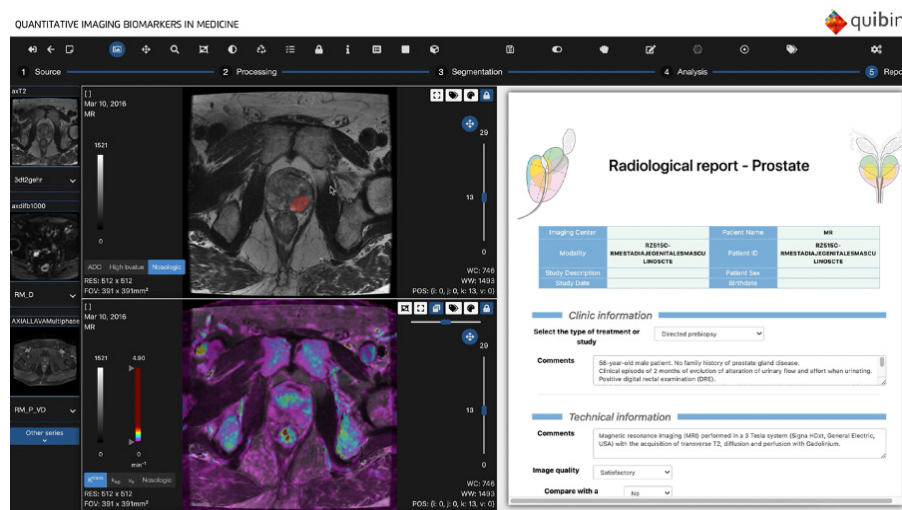 QUANTITATIVE IMAGING BIOMARKERS IN MEDICINE
quibim
1 Source
2 Processing
3 Segmentation
4 Analysis
5 Repo
axT2
3dt2gehr
axdifb1000
RM_D
AXIALLAVAMultiphase
RM_P_VD
Other series
[ ]
Mar 10, 2016
MR
1521
0
ADC High bvalue Nosologic
RES: 512 x 512
FOV: 391 x 391mm²
29
13
0
WC: 746
WW: 1493
POS: (i: 0, j: 0, k: 13, v: 0)
[ ]
Mar 10, 2016
MR
1521 4.90
0 0
min⁻¹
Kᵗʳᵃⁿˢ kep ve Nosologic
RES: 512 x 512
FOV: 391 x 391mm²
29
13
0
WC: 746
WW: 1493
POS: (i: 0, j: 0, k: 13, v: 0)
Radiological report - Prostate
Imaging Center Patient Name MR
Modality RZ515C-RMESTADIAJEGENITALESMASCULINOSCTE Patient ID RZ515C-RMESTADIAJEGENITALESMASCULINOSCTE
Study Description Patient Sex
Study Date Birthdate
Clinic information
Select the type of treatment or study
Directed prebiopsy
Comments
58-year-old male patient. No family history of prostate gland disease.
Clinical episode of 2 months of evolution of alteration of urinary flow and effort when urinating.
Positive digital rectal examination (DRE).
Technical information
Comments
Magnetic resonance imaging (MRI) performed in a 3 Tesla system (Signa HDxt, General Electric,
USA) with the acquisition of transverse T2, diffusion and perfusion with Gadolinium.
Image quality
Satisfactory
Compare with a
No